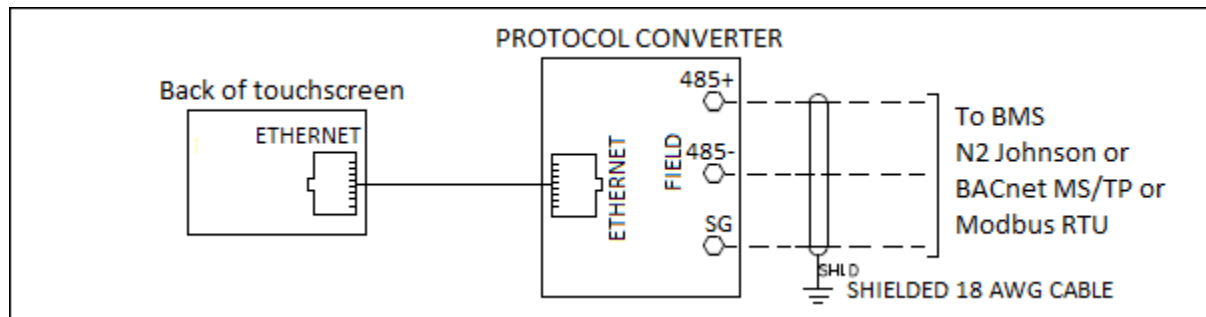 PROTOCOL CONVERTER
Back of touchscreen
ETHERNET
ETHERNET
FIELD
485+
485-
SG
To BMS
N2 Johnson or
BACnet MS/TP or
Modbus RTU
SHLD
SHIELDED 18 AWG CABLE